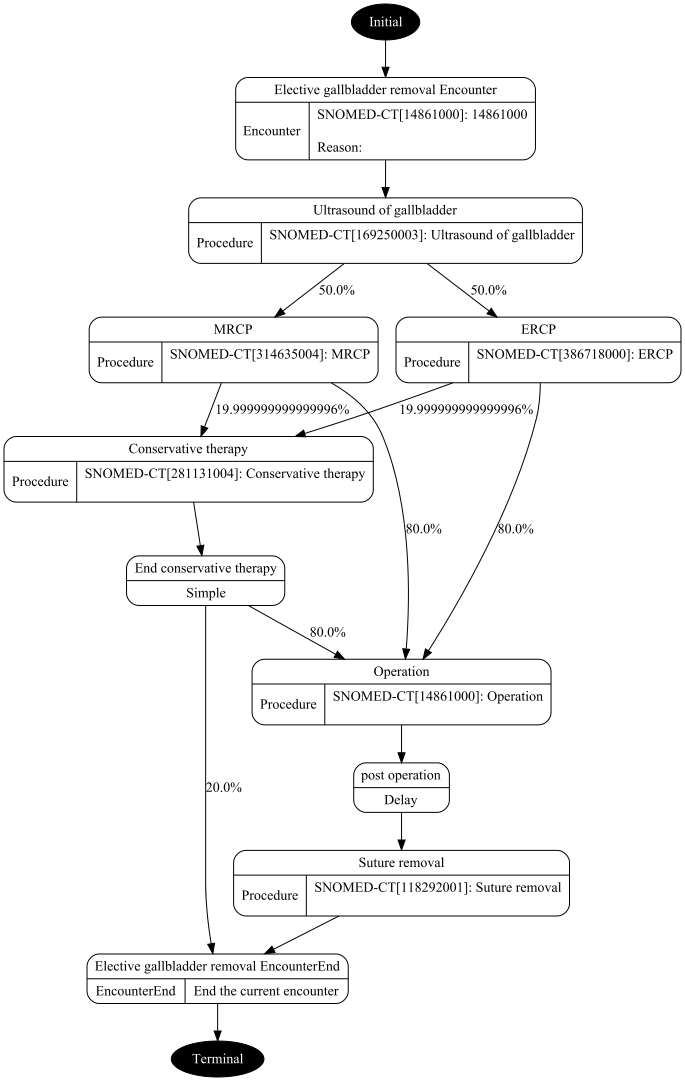 Initial
Elective gallbladder removal Encounter
Encounter
SNOMED-CT[14861000]: 14861000
Reason:
Ultrasound of gallbladder
Procedure
SNOMED-CT[169250003]: Ultrasound of gallbladder
50.0%
50.0%
MRCP
Procedure
SNOMED-CT[314635004]: MRCP
ERCP
Procedure
SNOMED-CT[386718000]: ERCP
19.999999999999996%
19.999999999999996%
Conservative therapy
Procedure
SNOMED-CT[281131004]: Conservative therapy
80.0%
80.0%
End conservative therapy
Simple
80.0%
Operation
Procedure
SNOMED-CT[14861000]: Operation
post operation
Delay
20.0%
Suture removal
Procedure
SNOMED-CT[118292001]: Suture removal
Elective gallbladder removal EncounterEnd
EncounterEnd
End the current encounter
Terminal